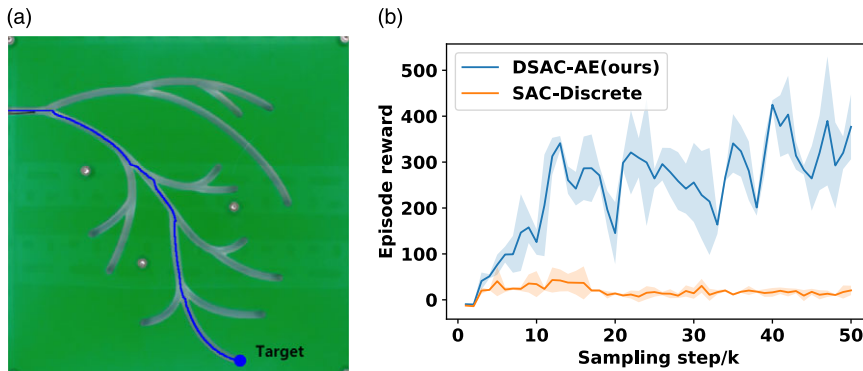 (a)
Target
(b)
DSAC-AE(ours)
SAC-Discrete
Episode reward
500
400
300
200
100
0
0
10
20
30
40
50
Sampling step/k